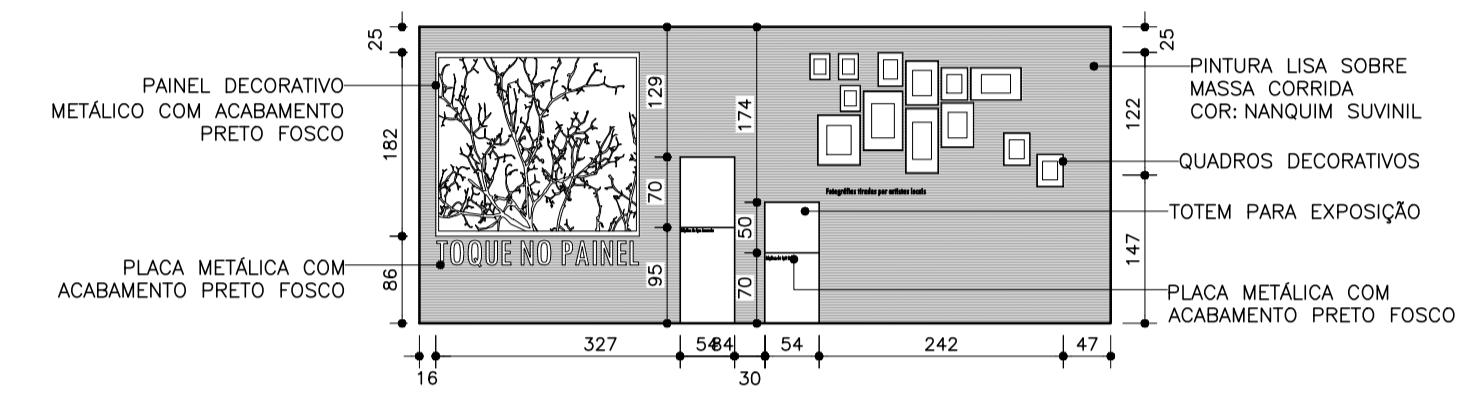 25
25
PAINEL DECORATIVO
METÁLICO COM ACABAMENTO
PRETO FOSCO
129
174
122
PINTURA LISA SOBRE
MASSA CORRIDA
COR: NANQUIM SUVINIL
182
QUADROS DECORATIVOS
70
Fotografias tiradas por artistas locais
TOTEM PARA EXPOSIÇÃO
50
TOQUE NO PAINEL
147
PLACA METÁLICA COM
ACABAMENTO PRETO FOSCO
86
95
70
PLACA METÁLICA COM
ACABAMENTO PRETO FOSCO
327
54
84
54
242
47
16
30